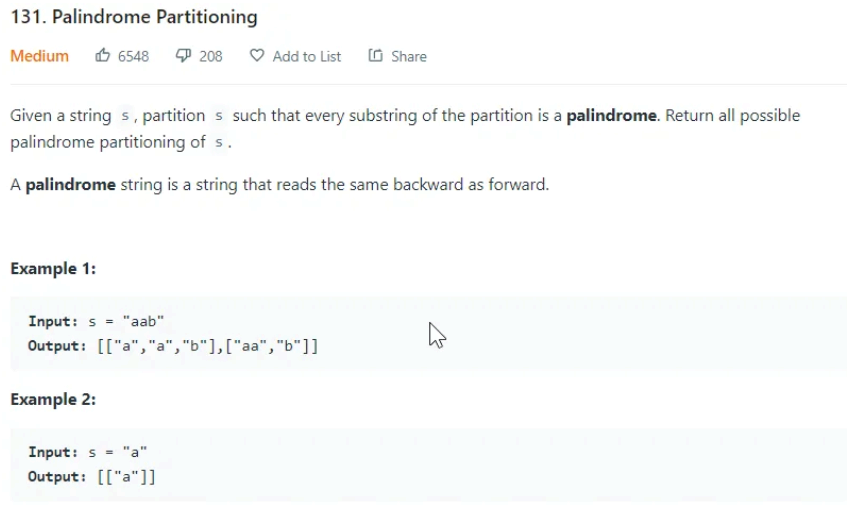 131. Palindrome Partitioning
Medium 6548 208 Add to List Share
Given a string s, partition s such that every substring of the partition is a palindrome. Return all possible
palindrome partitioning of s.
A palindrome string is a string that reads the same backward as forward.
Example 1:
Input: s = "aab"
Output: [["a","a","b"],["aa","b"]]
Example 2:
Input: s = "a"
Output: [["a"]]